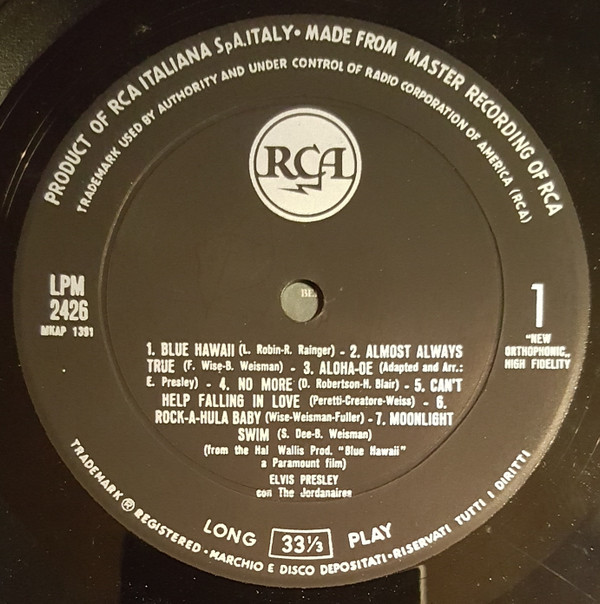 PRODUCT OF RCA ITALIANA SpA.ITALY • MADE FROM MASTER RECORDING OF RCA
TRADEMARK USED BY AUTHORITY AND UNDER CONTROL OF RADIO CORPORATION OF AMERICA (RCA)
RCA
LPM
2426
MKAP 1391
1
"NEW
ORTHOPHONIC„
HIGH FIDELITY
1. BLUE HAWAII (L. Robin-R. Rainger) - 2. ALMOST ALWAYS
TRUE (F. Wise-B. Weisman) - 3. ALOHA-OE (Adapted and Arr.:
E. Presley) - 4. NO MORE (D. Robertson-H. Blair) - 5. CAN'T
HELP FALLING IN LOVE (Peretti-Creatore-Weiss) - 6.
ROCK-A-HULA BABY (Wise-Weisman-Fuller) - 7. MOONLIGHT
SWIM (S. Dee-B. Weisman)
(from the Hal Wallis Prod. "Blue Hawaii"
a Paramount film)
ELVIS PRESLEY
con The Jordanaires
LONG 33⅓ PLAY
TRADEMARK ® REGISTERED • MARCHIO E DISCO DEPOSITATI • RISERVATI TUTTI I DIRITTI